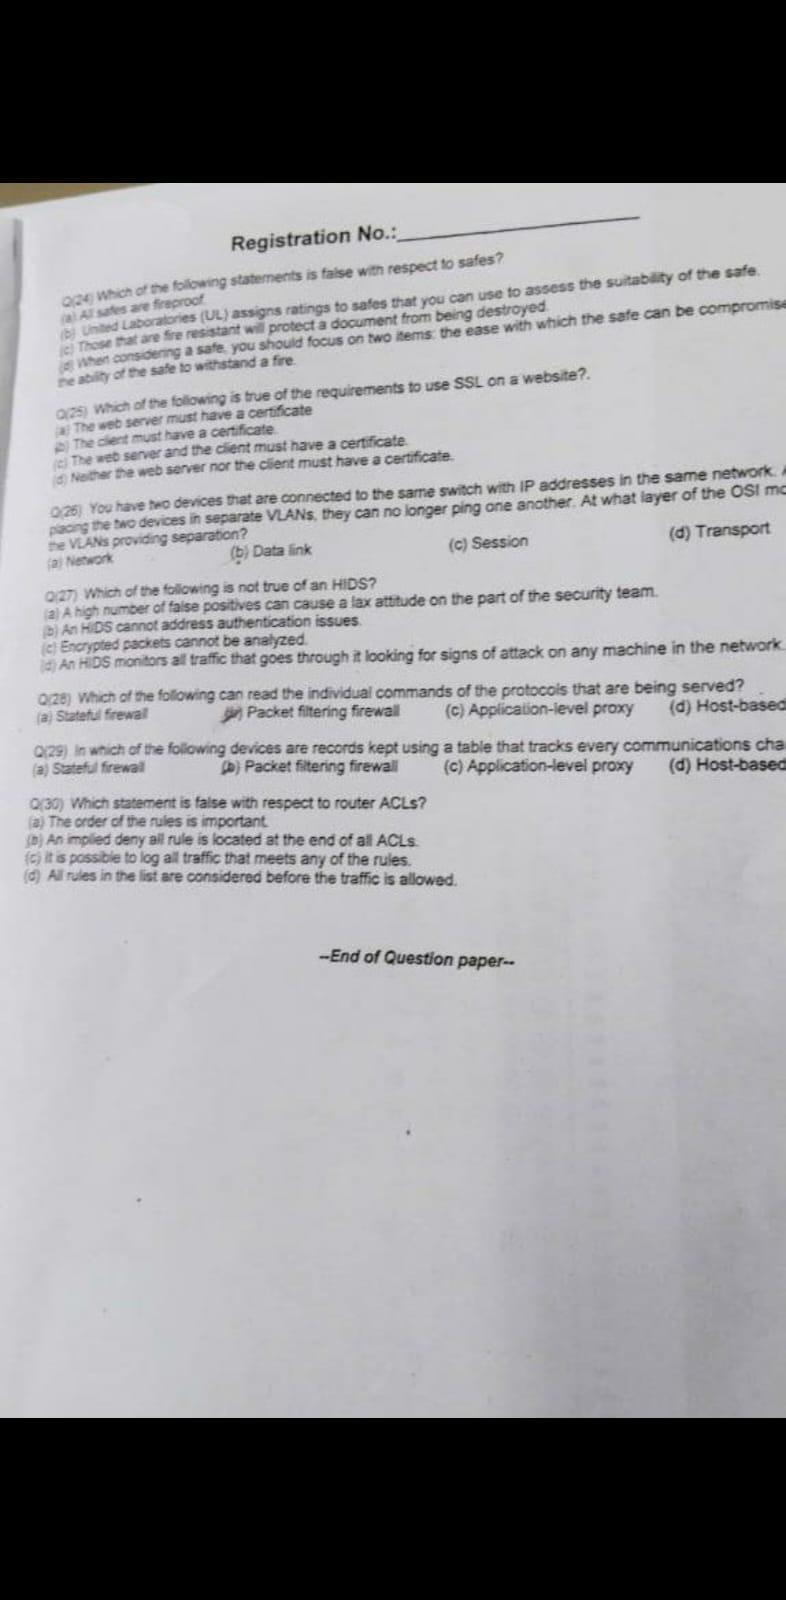 Registration No.:
Q(24) Which of the following statements is false with respect to safes?
(a) All safes are fireproof.
(b) United Laboratories (UL) assigns ratings to safes that you can use to assess the suitability of the safe.
(c) Those that are fire resistant will protect a document from being destroyed.
(d) When considering a safe, you should focus on two items: the ease with which the safe can be compromise
the ability of the safe to withstand a fire.
Q(25) Which of the following is true of the requirements to use SSL on a website?.
(a) The web server must have a certificate
(b) The client must have a certificate.
(c) The web server and the client must have a certificate.
(d) Neither the web server nor the client must have a certificate.
Q(26) You have two devices that are connected to the same switch with IP addresses in the same network.
placing the two devices in separate VLANs, they can no longer ping one another. At what layer of the OSI mo
the VLANs providing separation?
(a) Network (b) Data link (c) Session (d) Transport
Q(27) Which of the following is not true of an HIDS?
(a) A high number of false positives can cause a lax attitude on the part of the security team.
(b) An HIDS cannot address authentication issues.
(c) Encrypted packets cannot be analyzed.
(d) An HIDS monitors all traffic that goes through it looking for signs of attack on any machine in the network.
Q(28) Which of the following can read the individual commands of the protocols that are being served?
(a) Stateful firewall (b) Packet filtering firewall (c) Application-level proxy (d) Host-based
Q(29) In which of the following devices are records kept using a table that tracks every communications cha
(a) Stateful firewall (b) Packet filtering firewall (c) Application-level proxy (d) Host-based
Q(30) Which statement is false with respect to router ACLs?
(a) The order of the rules is important.
(b) An implied deny all rule is located at the end of all ACLs.
(c) it is possible to log all traffic that meets any of the rules.
(d) All rules in the list are considered before the traffic is allowed.
--End of Question paper--